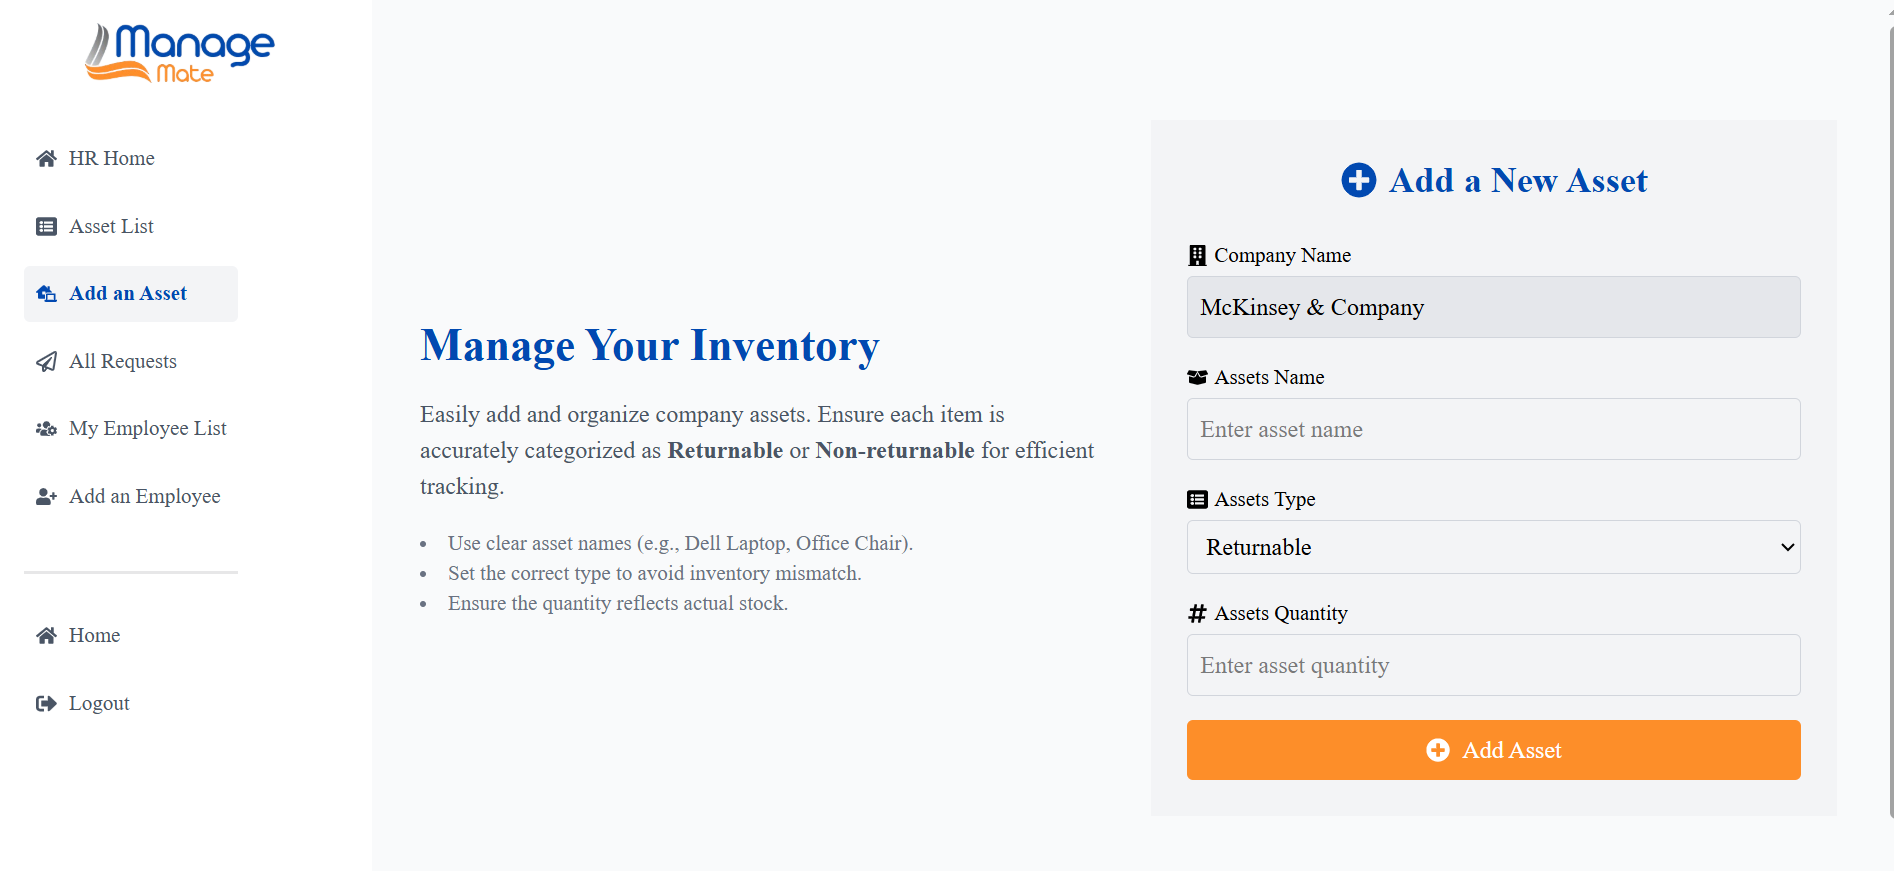 Manage
Mate
HR Home
Asset List
Add an Asset
All Requests
My Employee List
Add an Employee
Home
Logout
Manage Your Inventory
Easily add and organize company assets. Ensure each item is
accurately categorized as Returnable or Non-returnable for efficient
tracking.
Use clear asset names (e.g., Dell Laptop, Office Chair).
Set the correct type to avoid inventory mismatch.
Ensure the quantity reflects actual stock.
Add a New Asset
Company Name
McKinsey & Company
Assets Name
Enter asset name
Assets Type
Returnable
Assets Quantity
Enter asset quantity
Add Asset